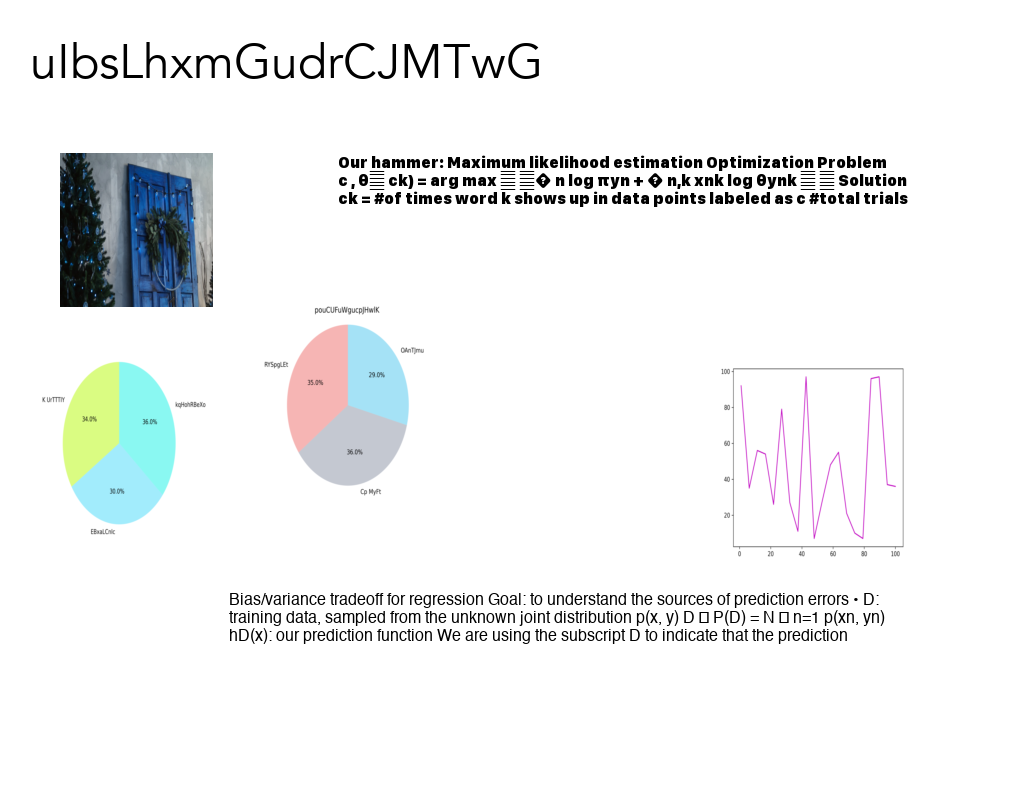 uIbsLhxmGudrCJMTwG
Our hammer: Maximum likelihood estimation Optimization Problem
c , θ▒ ck) = arg max ▒ ▒� n log πyn + � n,k xnk log θynk ▒ ▒ Solution
ck = #of times word k shows up in data points labeled as c #total trials
pouCUFuWgucpJHwlK
OAnTJmu
RYSpgLEt
29.0%
35.0%
36.0%
Cp MyFt
K UrTTTlY
kqHohRBeXo
34.0%
36.0%
30.0%
EBxaLCnlc
100
80
60
40
20
0 20 40 60 80 100
Bias/variance tradeoff for regression Goal: to understand the sources of prediction errors • D:
training data, sampled from the unknown joint distribution p(x, y) D □ P(D) = N □ n=1 p(xn, yn)
hD(x): our prediction function We are using the subscript D to indicate that the prediction